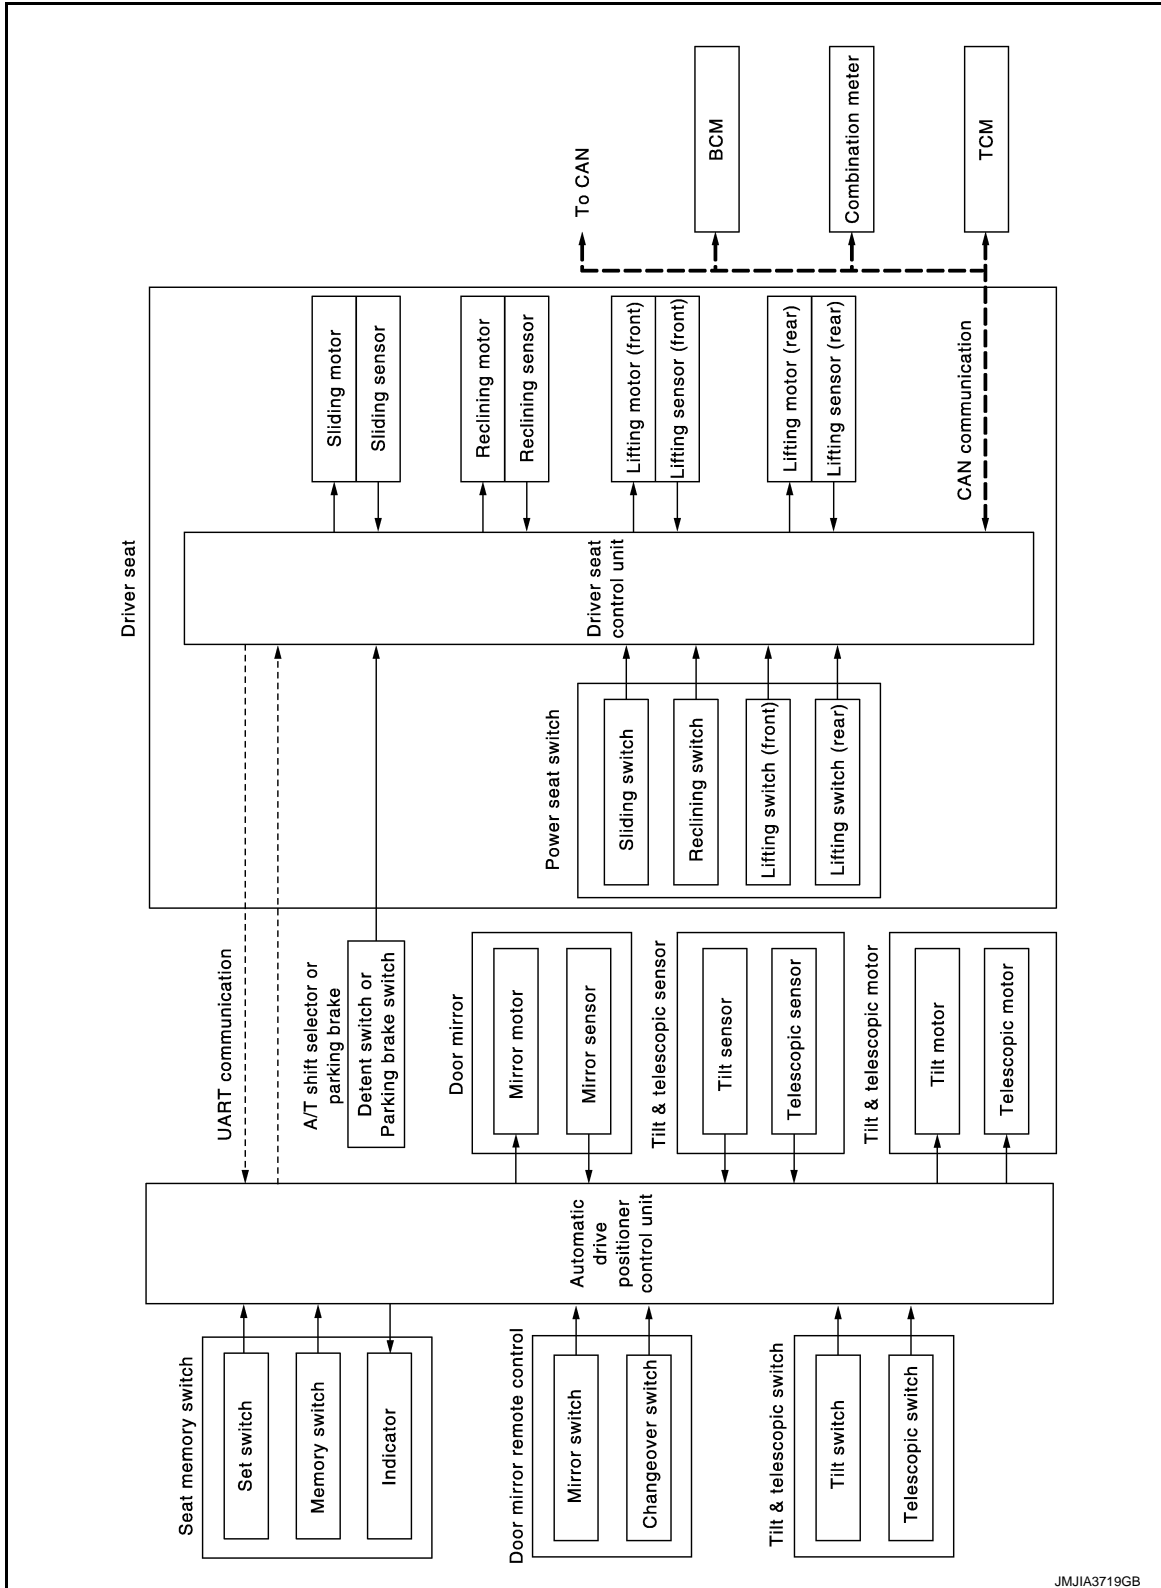 Seat memory switch
Set switch
Memory switch
Indicator
Door mirror remote control
Mirror switch
Changeover switch
Tilt & telescopic switch
Tilt switch
Telescopic switch
Automatic
drive
positioner
control unit
UART communication
A/T shift selector or
parking brake
Detent switch or
Parking brake switch
Door mirror
Mirror motor
Mirror sensor
Tilt & telescopic sensor
Tilt sensor
Telescopic sensor
Tilt & telescopic motor
Tilt motor
Telescopic motor
Driver seat
Power seat switch
Sliding switch
Reclining switch
Lifting switch (front)
Lifting switch (rear)
Driver seat
control unit
Sliding motor
Sliding sensor
Reclining motor
Reclining sensor
Lifting motor (front)
Lifting sensor (front)
Lifting motor (rear)
Lifting sensor (rear)
CAN communication
To CAN
BCM
Combination meter
TCM
JMJIA3719GB